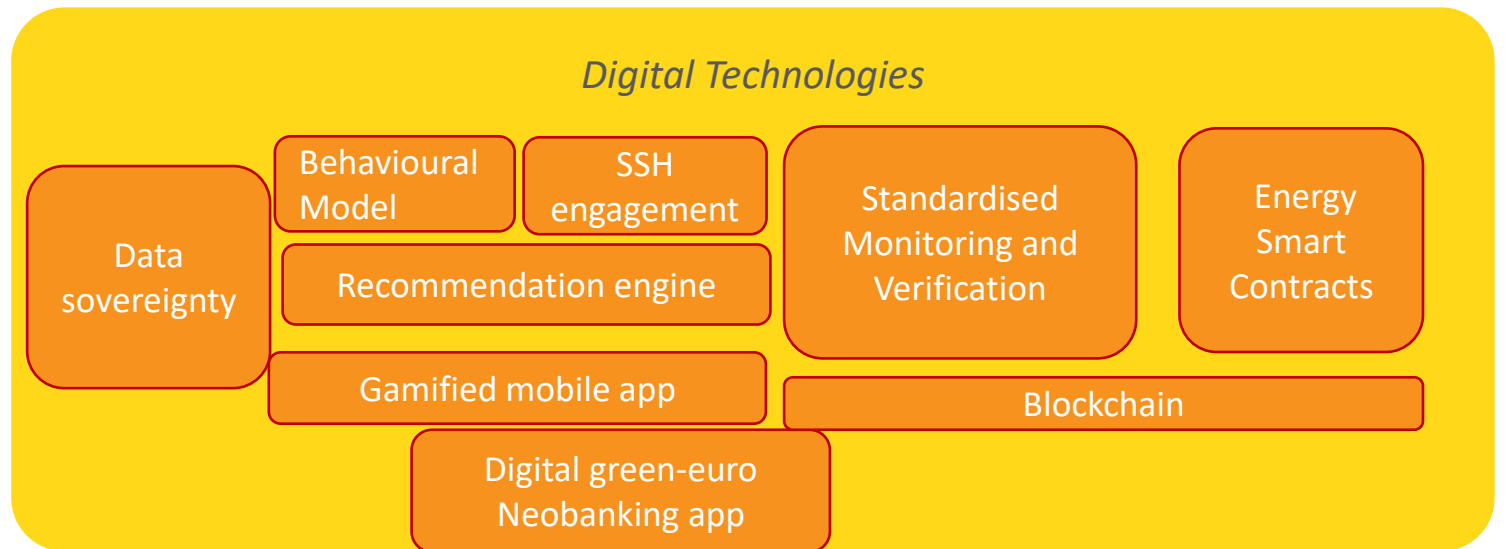 Digital Technologies
Data
sovereignty
Behavioural
Model
SSH
engagement
Recommendation engine
Gamified mobile app
Digital green-euro
Neobanking app
Standardised
Monitoring and
Verification
Energy
Smart
Contracts
Blockchain